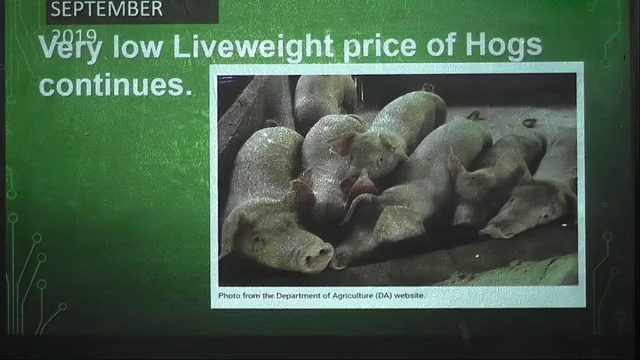 SEPTEMBER
2019
Very low Liveweight price of Hogs
continues.
Photo from the Department of Agriculture (DA) website.